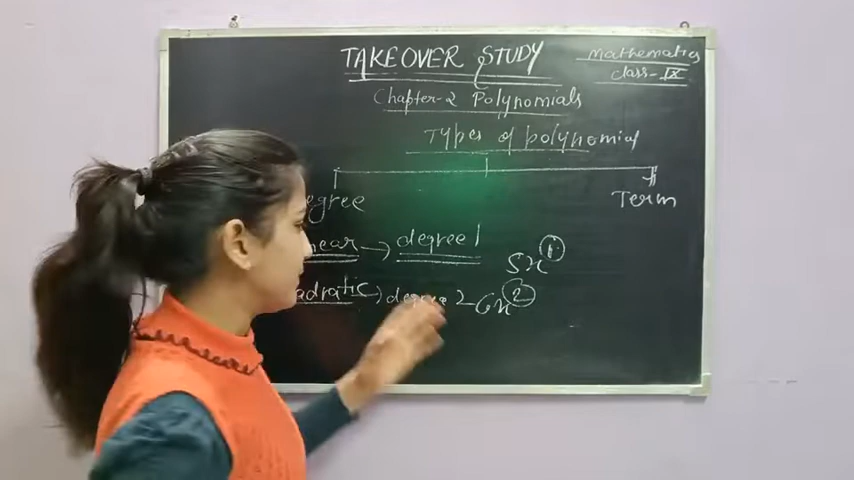 TAKEOVER STUDY
Mathematics
class-IX
Chapter-2 Polynomials
Types of polynomial
egree
Term
near → degree 1
5x①
adratic → degree 2 - 6x②